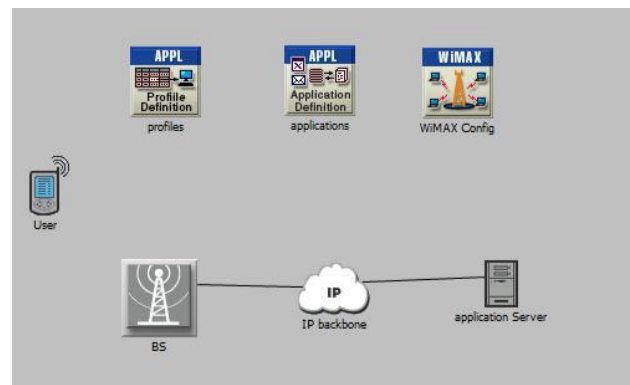 APPL
Profile
Definition
profiles
APPL
Application
Definition
applications
WiMAX
WiMAX Config
User
BS
IP
IP backbone
application Server